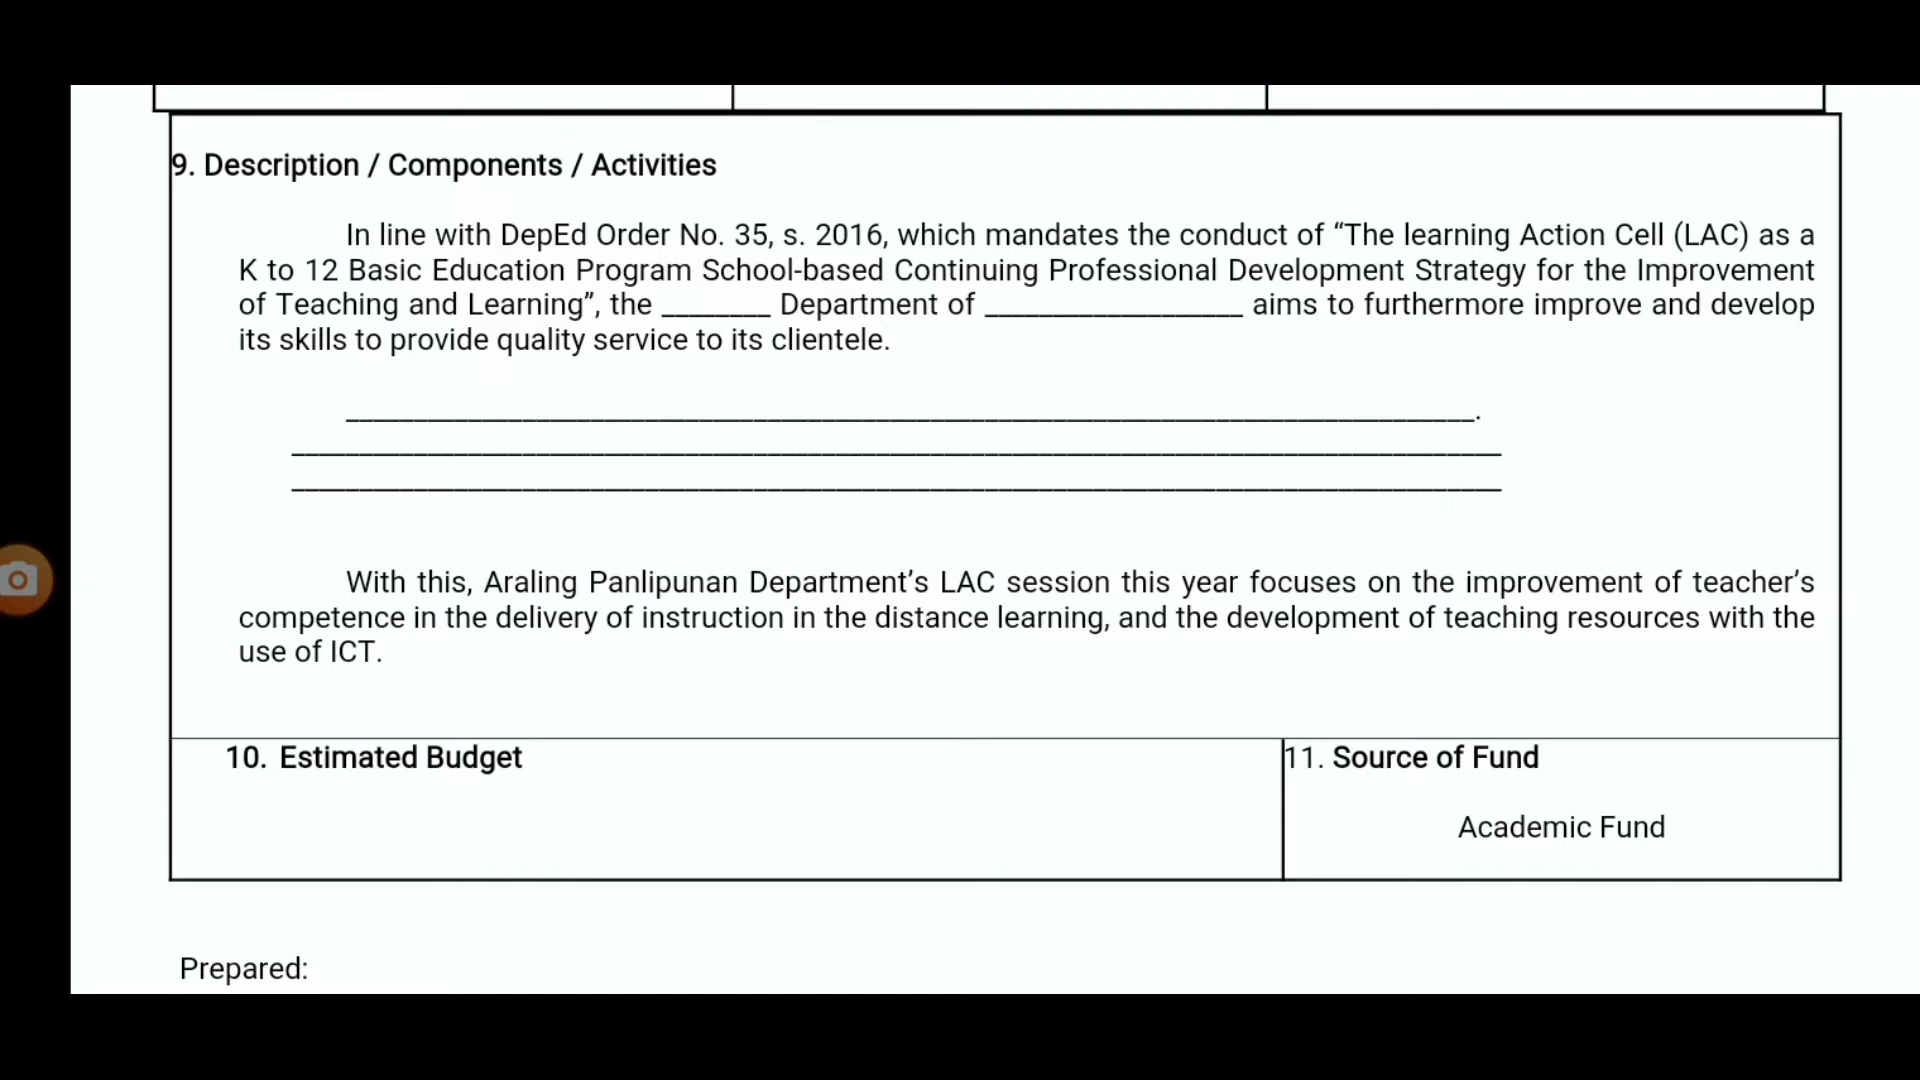 9. Description / Components / Activities
In line with DepEd Order No. 35, s. 2016, which mandates the conduct of “The learning Action Cell (LAC) as a
K to 12 Basic Education Program School-based Continuing Professional Development Strategy for the Improvement
of Teaching and Learning”, the ________ Department of ___________________ aims to furthermore improve and develop
its skills to provide quality service to its clientele.
___________________________________________________________________________________.
_________________________________________________________________________________________
_________________________________________________________________________________________
With this, Araling Panlipunan Department’s LAC session this year focuses on the improvement of teacher’s
competence in the delivery of instruction in the distance learning, and the development of teaching resources with the
use of ICT.
10. Estimated Budget
11. Source of Fund
Academic Fund
Prepared: